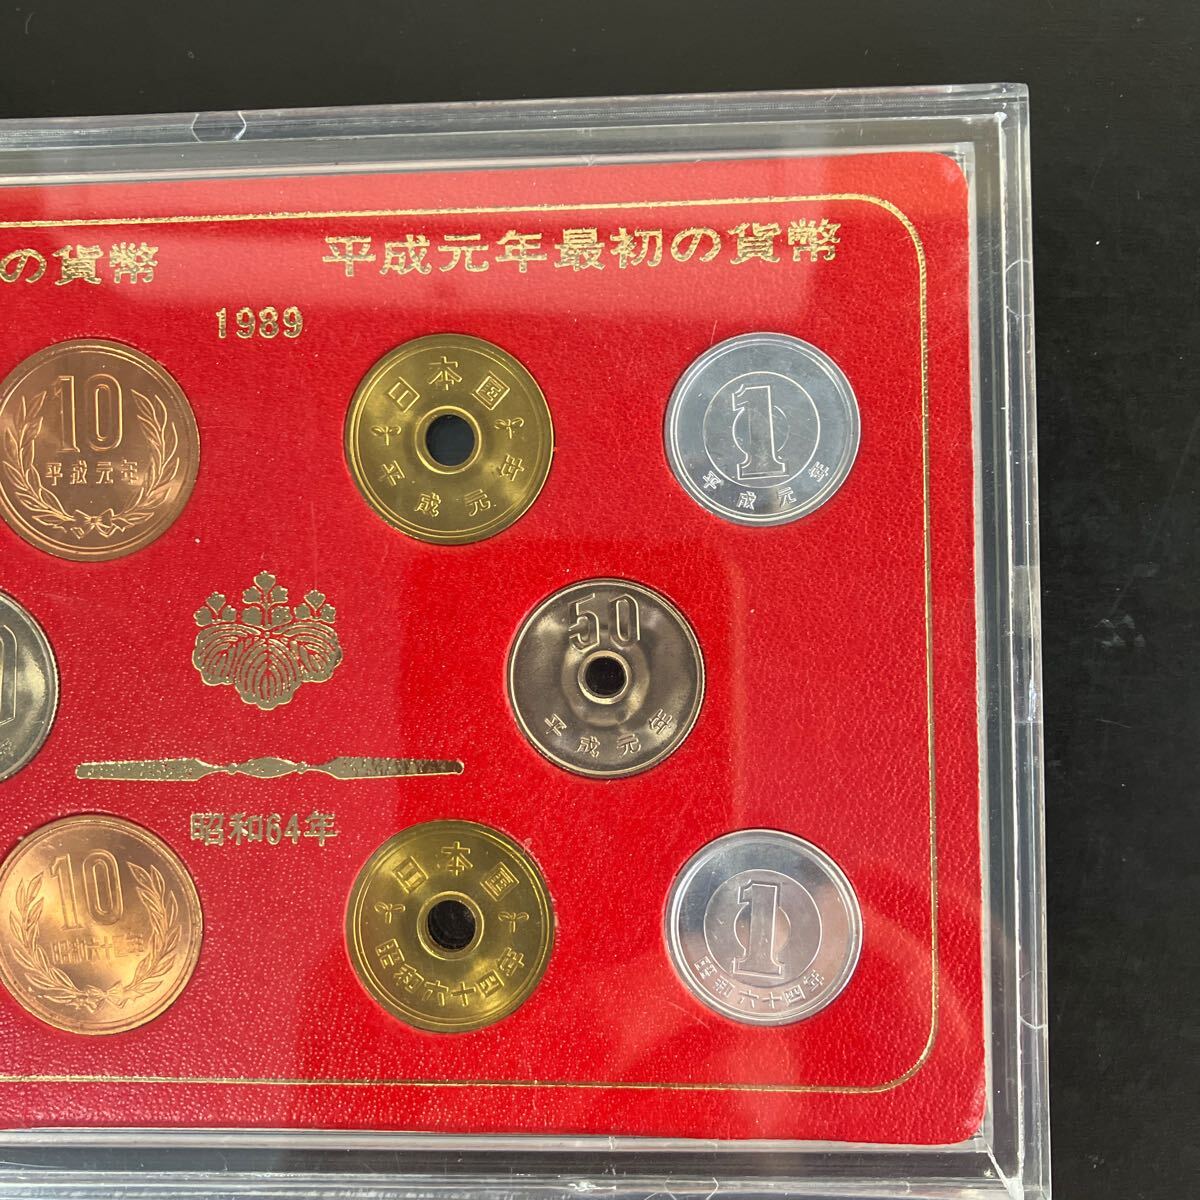 の貨幣
平成元年最初の貨幣
1989
10
平成元年
日本国
平成元年
1
平成元年
50
平成元年
昭和64年
10
昭和六十四年
日本国
昭和六十四年
1
昭和六十四年